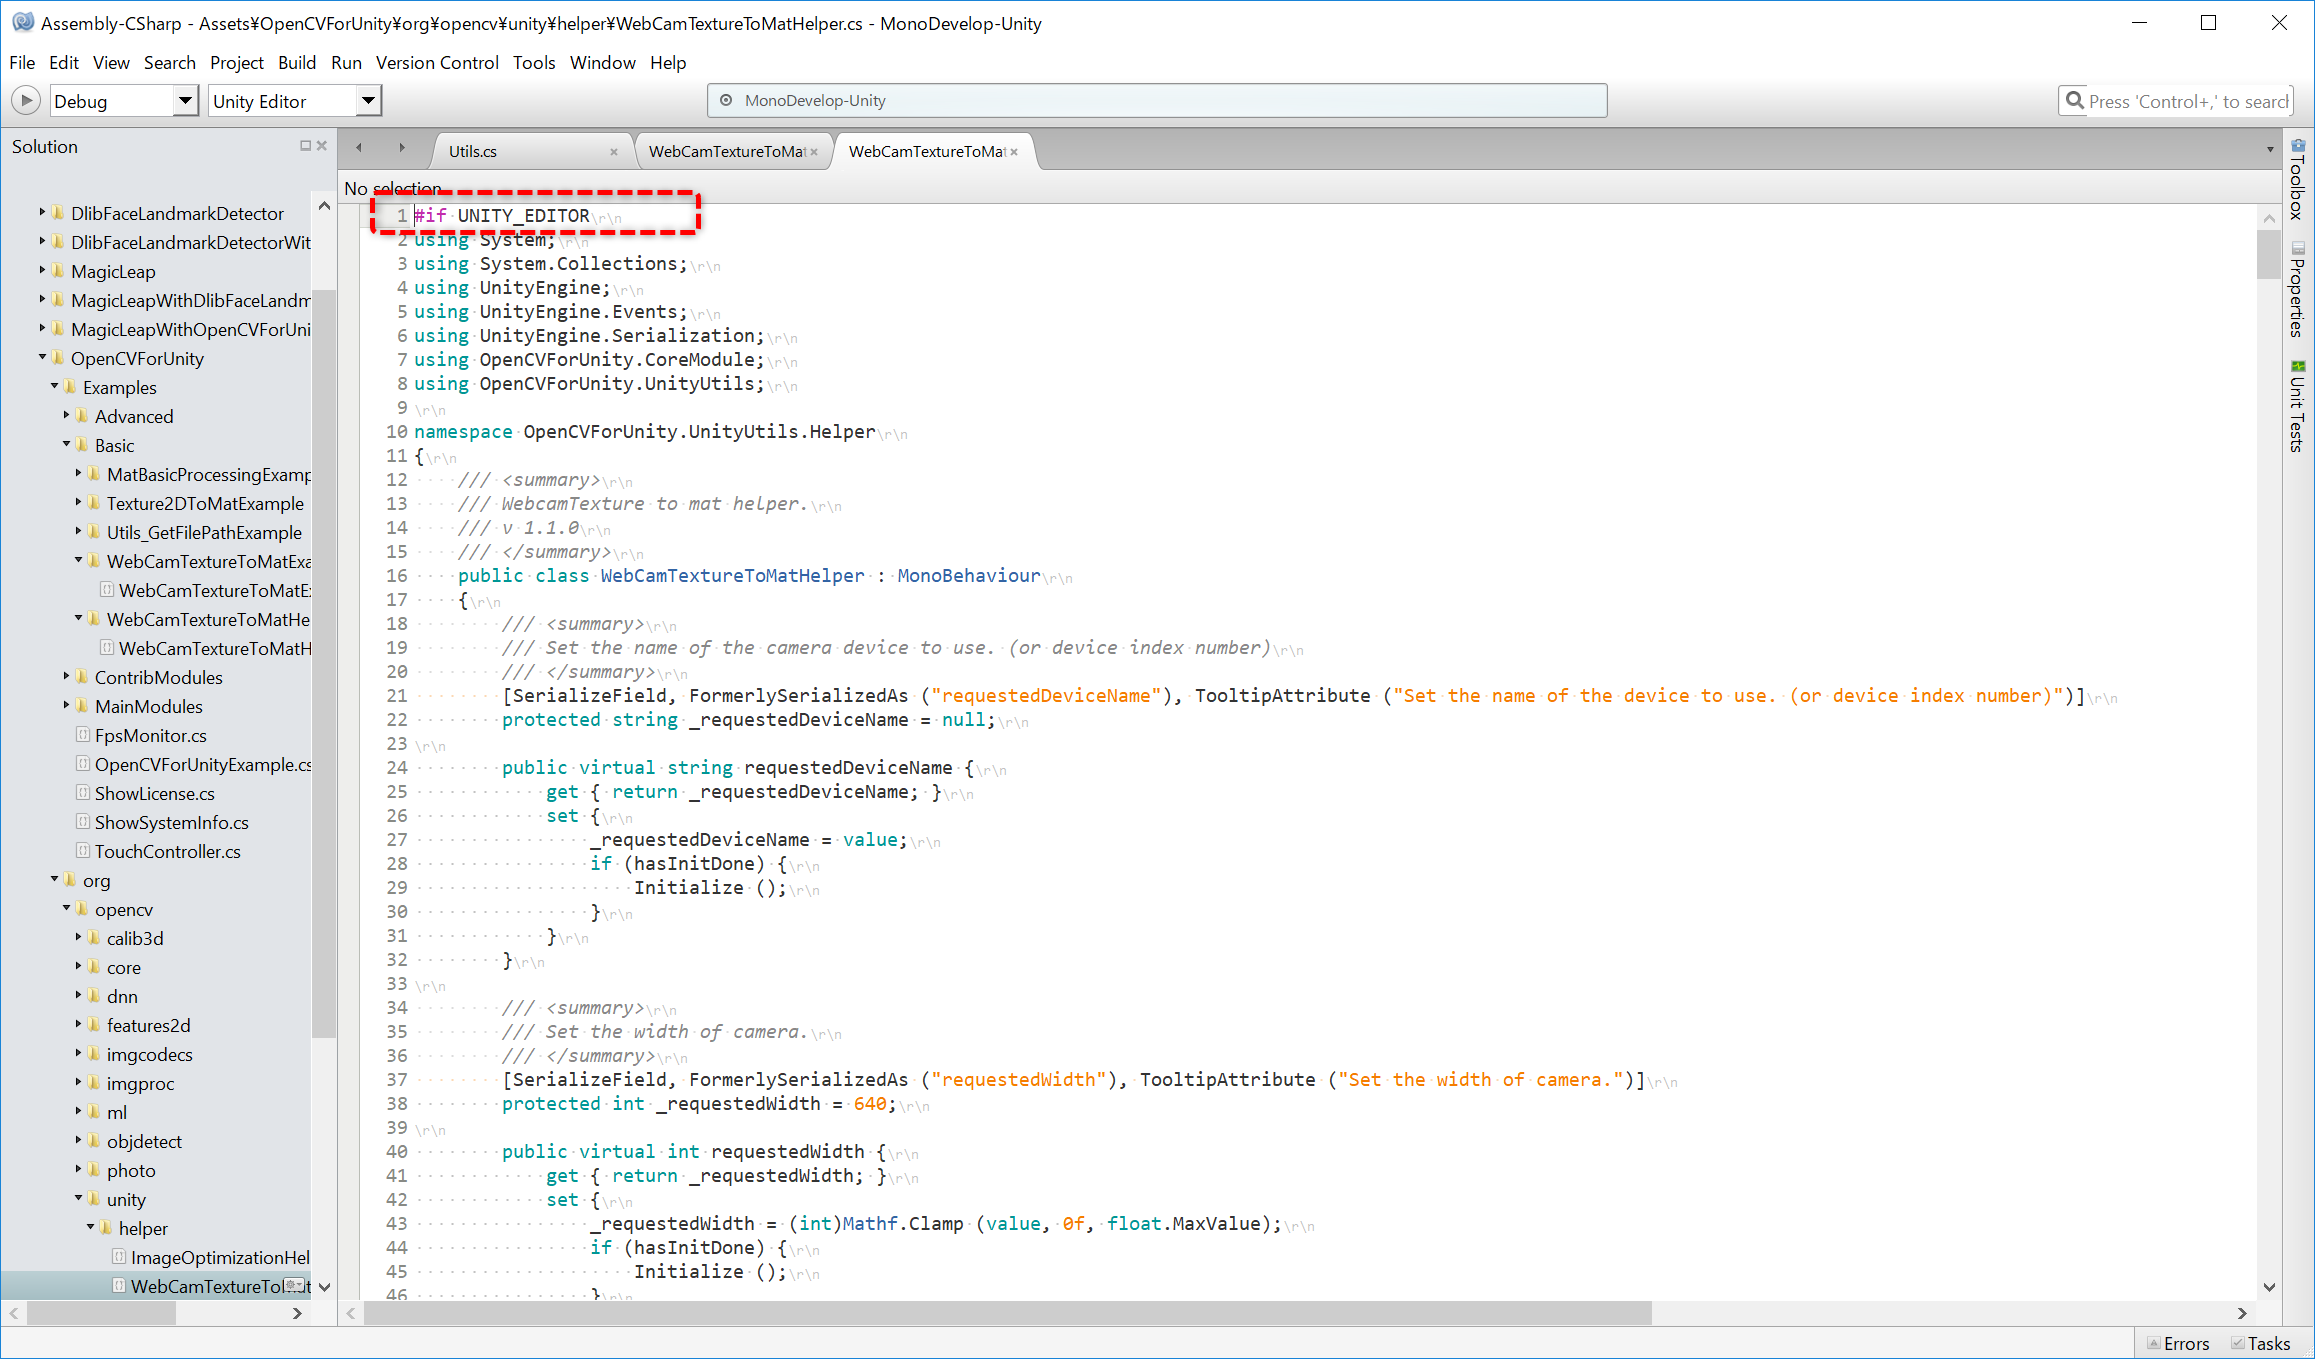 Assembly-CSharp - Assets¥OpenCVForUnity¥org¥opencv¥unity¥helper¥WebCamTextureToMatHelper.cs - MonoDevelop-Unity
File Edit View Search Project Build Run Version Control Tools Window Help
Debug Unity Editor MonoDevelop-Unity Press 'Control+,' to search
Solution
DlibFaceLandmarkDetector
DlibFaceLandmarkDetectorWit
MagicLeap
MagicLeapWithDlibFaceLandm
MagicLeapWithOpenCVForUni
OpenCVForUnity
Examples
Advanced
Basic
MatBasicProcessingExamp
Texture2DToMatExample
Utils_GetFilePathExample
WebCamTextureToMatExa
WebCamTextureToMatE
WebCamTextureToMatHe
WebCamTextureToMatH
ContribModules
MainModules
FpsMonitor.cs
OpenCVForUnityExample.cs
ShowLicense.cs
ShowSystemInfo.cs
TouchController.cs
org
opencv
calib3d
core
dnn
features2d
imgcodecs
imgproc
ml
objdetect
photo
unity
helper
ImageOptimizationHel
WebCamTextureToMat
Utils.cs WebCamTextureToMat WebCamTextureToMat
No selection
1 #if UNITY_EDITOR\r\n
2 using System;\r\n
3 using System.Collections;\r\n
4 using UnityEngine;\r\n
5 using UnityEngine.Events;\r\n
6 using UnityEngine.Serialization;\r\n
7 using OpenCVForUnity.CoreModule;\r\n
8 using OpenCVForUnity.UnityUtils;\r\n
9 \r\n
10 namespace OpenCVForUnity.UnityUtils.Helper\r\n
11 {\r\n
12 /// <summary>\r\n
13 /// WebcamTexture to mat helper.\r\n
14 /// v 1.1.0\r\n
15 /// </summary>\r\n
16 public class WebCamTextureToMatHelper : MonoBehaviour\r\n
17 {\r\n
18 /// <summary>\r\n
19 /// Set the name of the camera device to use. (or device index number)\r\n
20 /// </summary>\r\n
21 [SerializeField, FormerlySerializedAs ("requestedDeviceName"), TooltipAttribute ("Set the name of the device to use. (or device index number)")]\r\n
22 protected string _requestedDeviceName = null;\r\n
23 \r\n
24 public virtual string requestedDeviceName {\r\n
25 get { return _requestedDeviceName; }\r\n
26 set {\r\n
27 _requestedDeviceName = value;\r\n
28 if (hasInitDone) {\r\n
29 Initialize ();\r\n
30 }\r\n
31 }\r\n
32 }\r\n
33 \r\n
34 /// <summary>\r\n
35 /// Set the width of camera.\r\n
36 /// </summary>\r\n
37 [SerializeField, FormerlySerializedAs ("requestedWidth"), TooltipAttribute ("Set the width of camera.")]\r\n
38 protected int _requestedWidth = 640;\r\n
39 \r\n
40 public virtual int requestedWidth {\r\n
41 get { return _requestedWidth; }\r\n
42 set {\r\n
43 _requestedWidth = (int)Mathf.Clamp (value, 0f, float.MaxValue);\r\n
44 if (hasInitDone) {\r\n
45 Initialize ();\r\n
46 }\r\n
Toolbox
Properties
Unit Tests
Errors Tasks